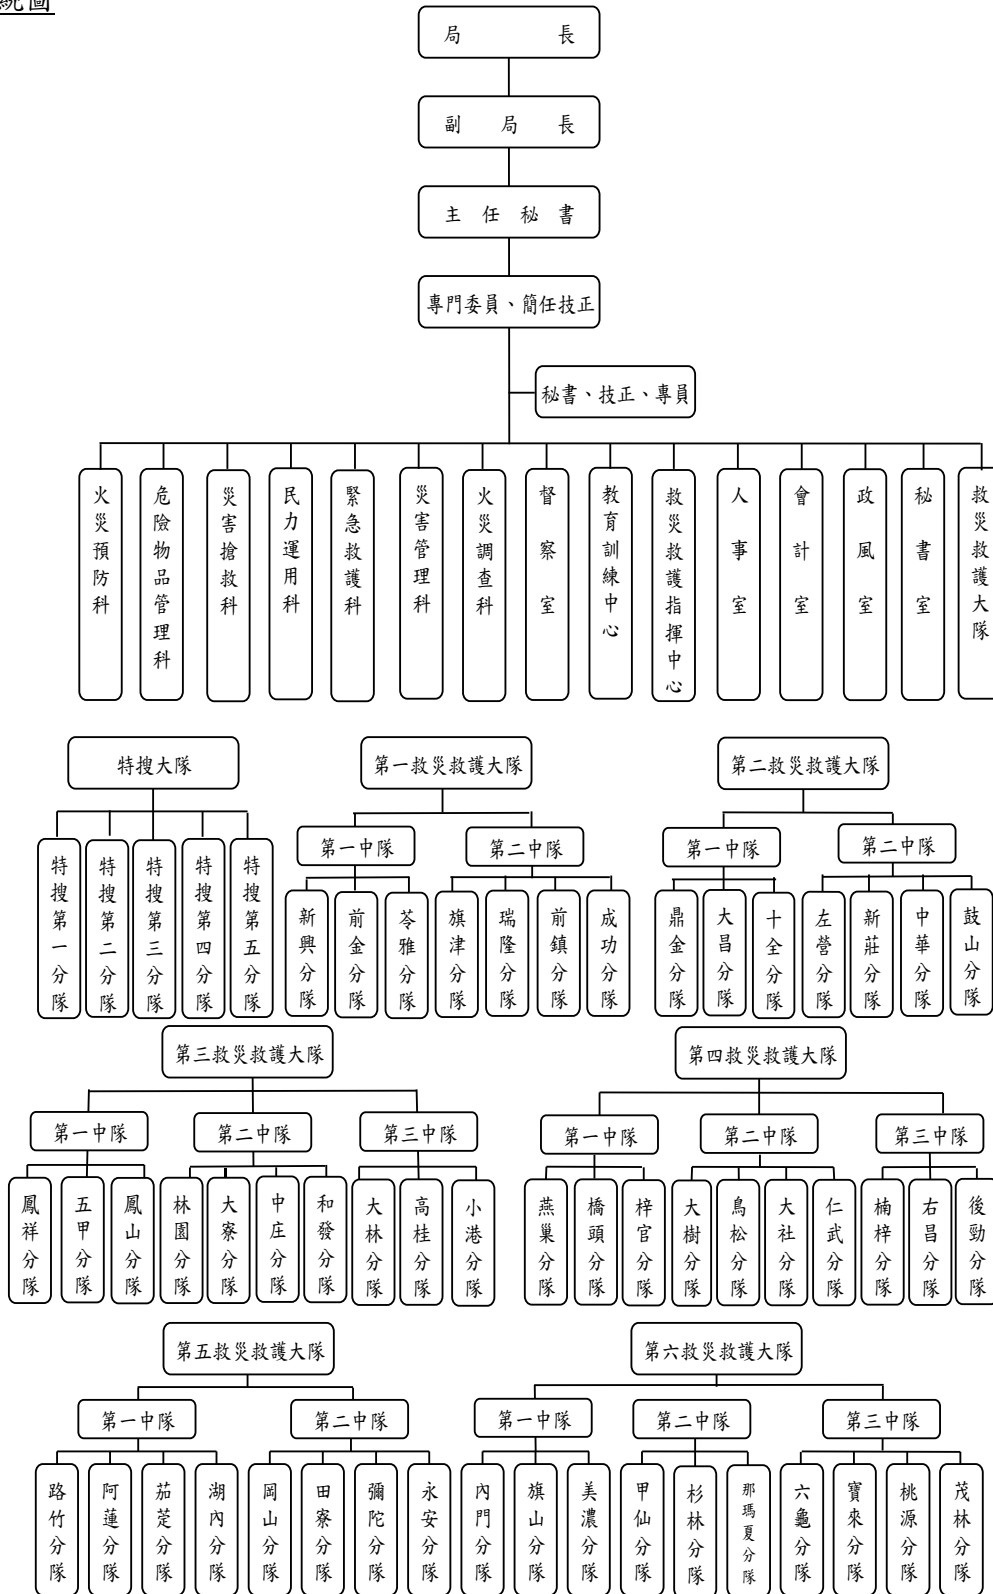 統圖
局長
副局長
主任秘書
專門委員、簡任技正
秘書、技正、專員
火災預防科
危險物品管理科
災害搶救科
民力運用科
緊急救護科
災害管理科
火災調查科
督察室
教育訓練中心
救災救護指揮中心
人事室
會計室
政風室
秘書室
救災救護大隊
特搜大隊
特搜第一分隊
特搜第二分隊
特搜第三分隊
特搜第四分隊
特搜第五分隊
第一救災救護大隊
第一中隊
新興分隊
前金分隊
苓雅分隊
第二中隊
旗津分隊
瑞隆分隊
前鎮分隊
成功分隊
第二救災救護大隊
第一中隊
鼎金分隊
大昌分隊
十全分隊
第二中隊
左營分隊
新莊分隊
中華分隊
鼓山分隊
第三救災救護大隊
第一中隊
鳳祥分隊
五甲分隊
鳳山分隊
第二中隊
林園分隊
大寮分隊
中庄分隊
和發分隊
第三中隊
大林分隊
高桂分隊
小港分隊
第四救災救護大隊
第一中隊
燕巢分隊
橋頭分隊
梓官分隊
第二中隊
大樹分隊
鳥松分隊
大社分隊
仁武分隊
第三中隊
楠梓分隊
右昌分隊
後勁分隊
第五救災救護大隊
第一中隊
路竹分隊
阿蓮分隊
茄萣分隊
湖內分隊
第二中隊
岡山分隊
田寮分隊
彌陀分隊
永安分隊
第六救災救護大隊
第一中隊
內門分隊
旗山分隊
美濃分隊
第二中隊
甲仙分隊
杉林分隊
那瑪夏分隊
第三中隊
六龜分隊
寶來分隊
桃源分隊
茂林分隊